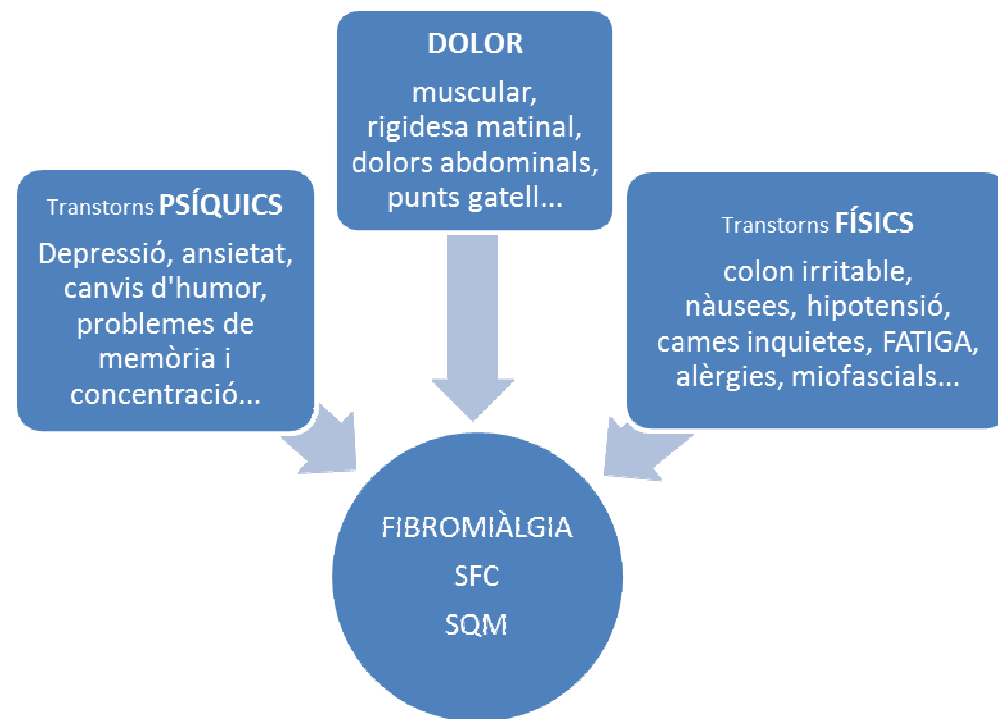 DOLOR
muscular,
rigidesa matinal,
dolors abdominals,
punts gatell...
Transtorns PSÍQUICS
Depressió, ansietat,
canvis d'humor,
problemes de
memòria i
concentració...
Transtorns FÍSICS
colon irritable,
nàusees, hipotensió,
cames inquietes, FATIGA,
alèrgies, miofascials...
FIBROMIÀLGIA
SFC
SQM